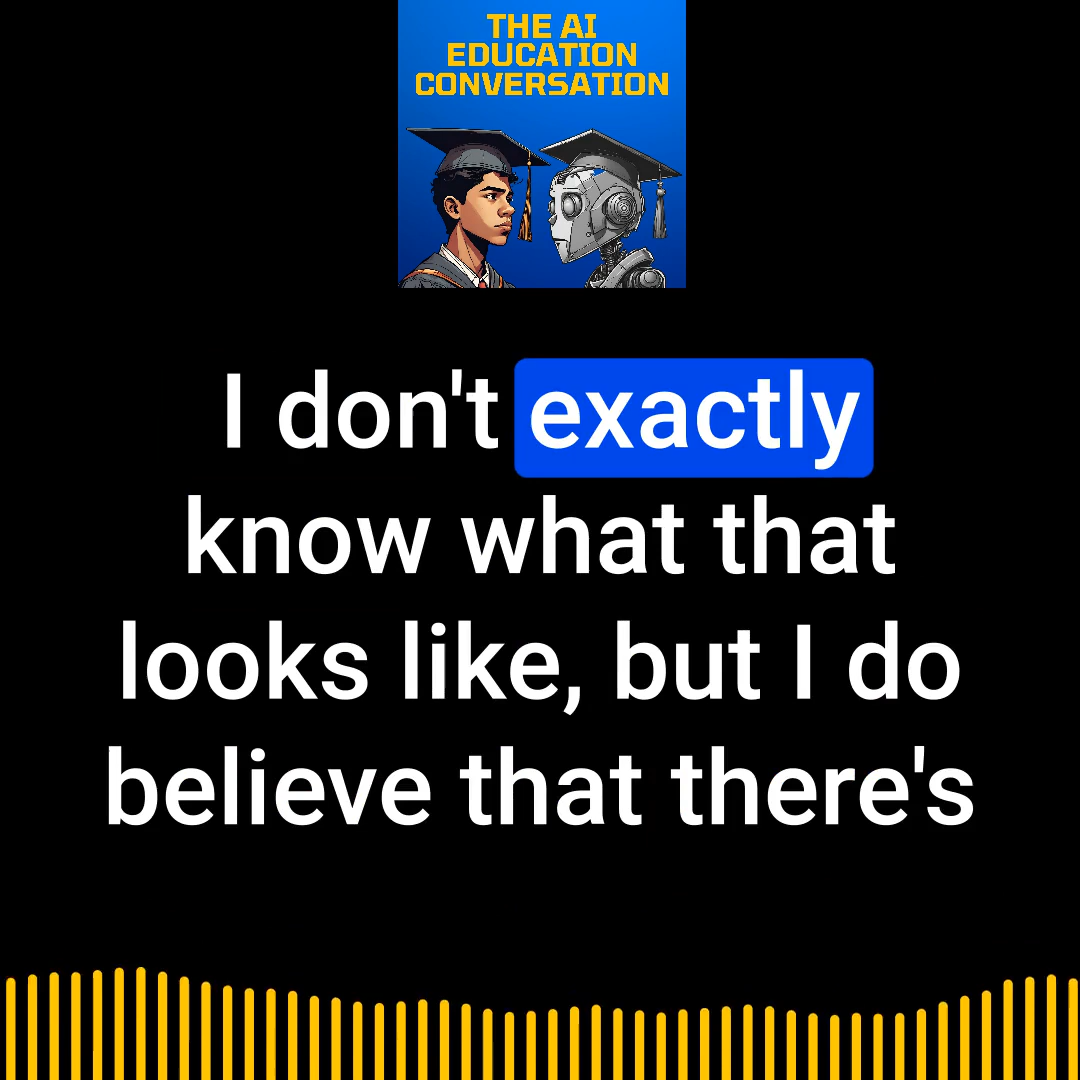 THE AI
EDUCATION
CONVERSATION
I don't exactly
know what that
looks like, but I do
believe that there's